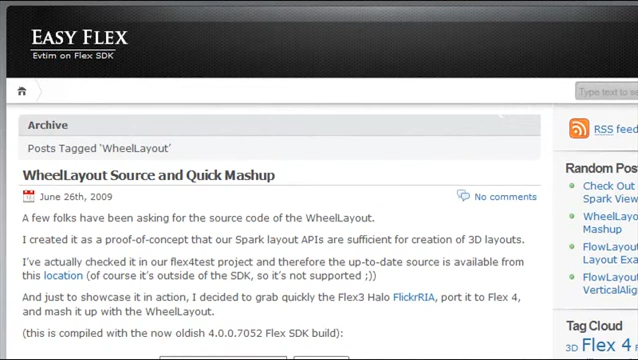 EASY FLEX
Evtim on Flex SDK
Type text to se
Archive
Posts Tagged ‘WheelLayout’
WheelLayout Source and Quick Mashup
June 26th, 2009
No comments
A few folks have been asking for the source code of the WheelLayout.
I created it as a proof-of-concept that our Spark layout APIs are sufficient for creation of 3D layouts.
I’ve actually checked it in our flex4test project and therefore the up-to-date source is available from
this location (of course it’s outside of the SDK, so it’s not supported ;))
And just to showcase it in action, I decided to grab quickly the Flex3 Halo FlickrRIA, port it to Flex 4,
and mash it up with the WheelLayout.
(this is compiled with the now oldish 4.0.0.7052 Flex SDK build):
RSS feed
Random Pos
Check Out
Spark View
WheelLayou
Mashup
FlowLayou
Layout Exa
FlowLayout
VerticalAlig
Tag Cloud
3D Flex 4 F